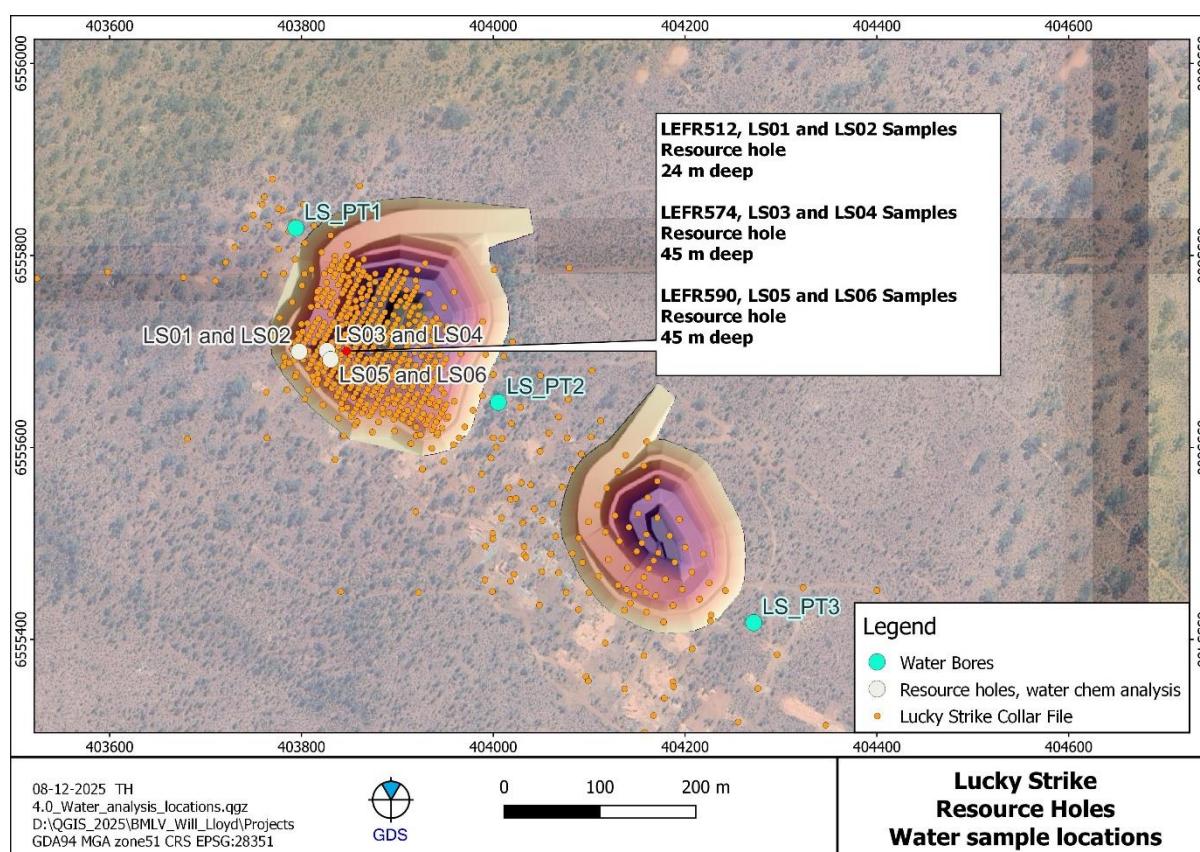 403600 403800 404000 404200 404400 404600
6556000
6555800
6555600
6555400
6556000
6555800
6555600
6555400
LEFR512, LS01 and LS02 Samples
Resource hole
24 m deep
LEFR574, LS03 and LS04 Samples
Resource hole
45 m deep
LEFR590, LS05 and LS06 Samples
Resource hole
45 m deep
LS_PT1
LS01 and LS02
LS03 and LS04
LS05 and LS06
LS_PT2
LS_PT3
Legend
Water Bores
Resource holes, water chem analysis
Lucky Strike Collar File
403600 403800 404000 404200 404400 404600
08-12-2025 TH
4.0_Water_analysis_locations.qgz
D:\QGIS_2025\BMLV_Will_Lloyd\Projects
GDA94 MGA zone51 CRS EPSG:28351
GDS
0 100 200 m
Lucky Strike
Resource Holes
Water sample locations